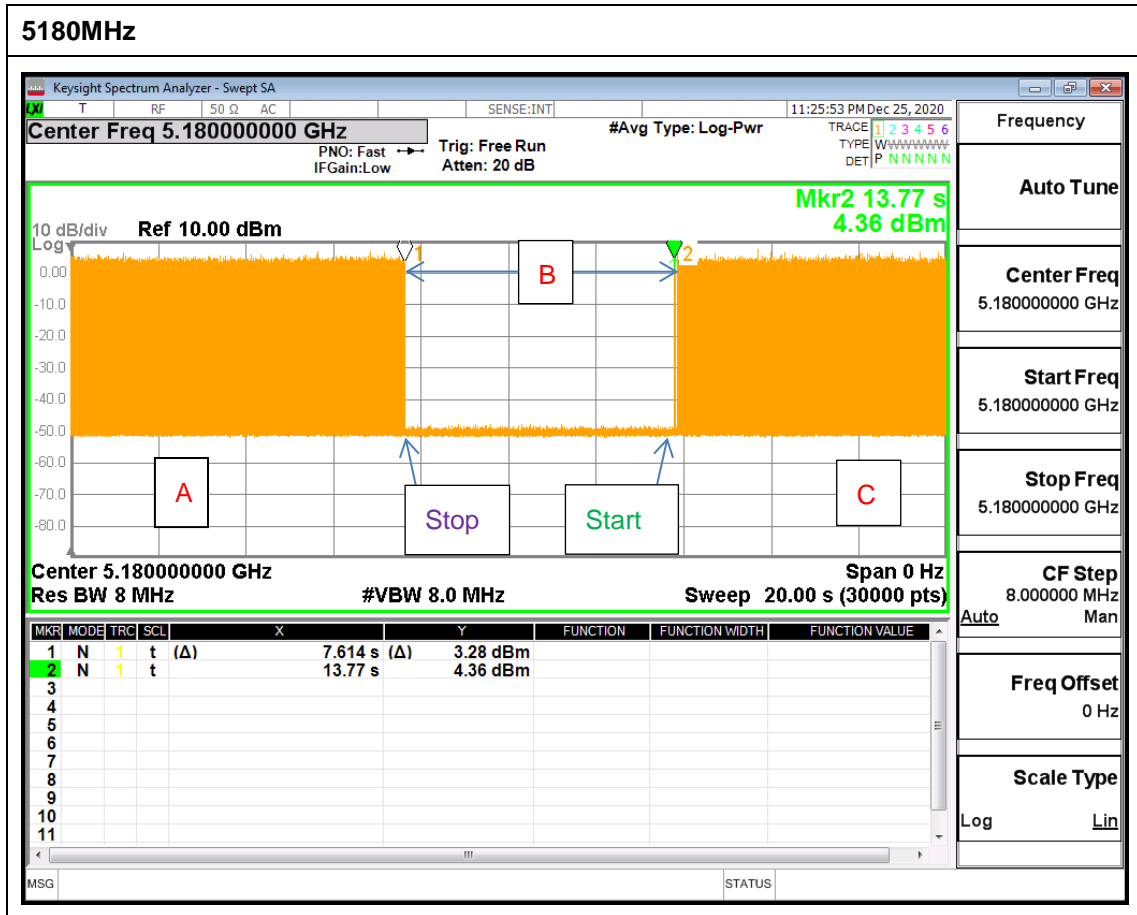 5180MHz
Keysight Spectrum Analyzer - Swept SA
LXI T RF 50 Ω AC SENSE:INT 11:25:53 PM Dec 25, 2020
Center Freq 5.180000000 GHz #Avg Type: Log-Pwr TRACE 1 2 3 4 5 6
PNO: Fast Trig: Free Run TYPE WWWWWW
IFGain:Low Atten: 20 dB DET P N N N N N
Mkr2 13.77 s
10 dB/div Ref 10.00 dBm 4.36 dBm
Log
1 2
0.00
B
-10.0
-20.0
-30.0
-40.0
-50.0
-60.0
-70.0
A C
Stop Start
-80.0
Center 5.180000000 GHz Span 0 Hz
Res BW 8 MHz #VBW 8.0 MHz Sweep 20.00 s (30000 pts)
MKR MODE TRC SCL X Y FUNCTION FUNCTION WIDTH FUNCTION VALUE
1 N 1 t (Δ) 7.614 s (Δ) 3.28 dBm
2 N 1 t 13.77 s 4.36 dBm
3
4
5
6
7
8
9
10
11
MSG STATUS
Frequency
Auto Tune
Center Freq
5.180000000 GHz
Start Freq
5.180000000 GHz
Stop Freq
5.180000000 GHz
CF Step
8.000000 MHz
Auto Man
Freq Offset
0 Hz
Scale Type
Log Lin